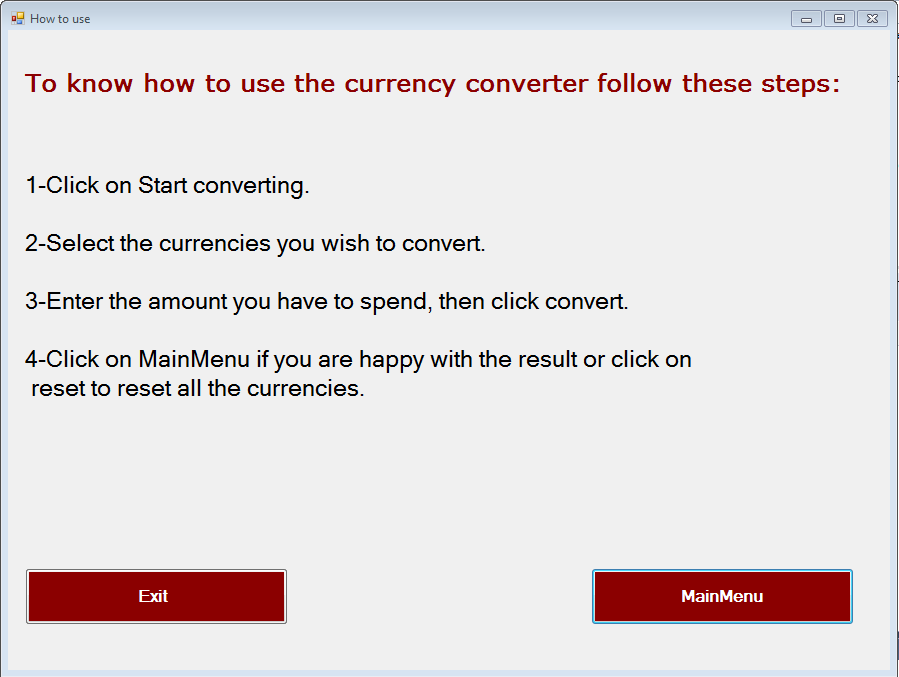 How to use
To know how to use the currency converter follow these steps:
1-Click on Start converting.
2-Select the currencies you wish to convert.
3-Enter the amount you have to spend, then click convert.
4-Click on MainMenu if you are happy with the result or click on
reset to reset all the currencies.
Exit
MainMenu